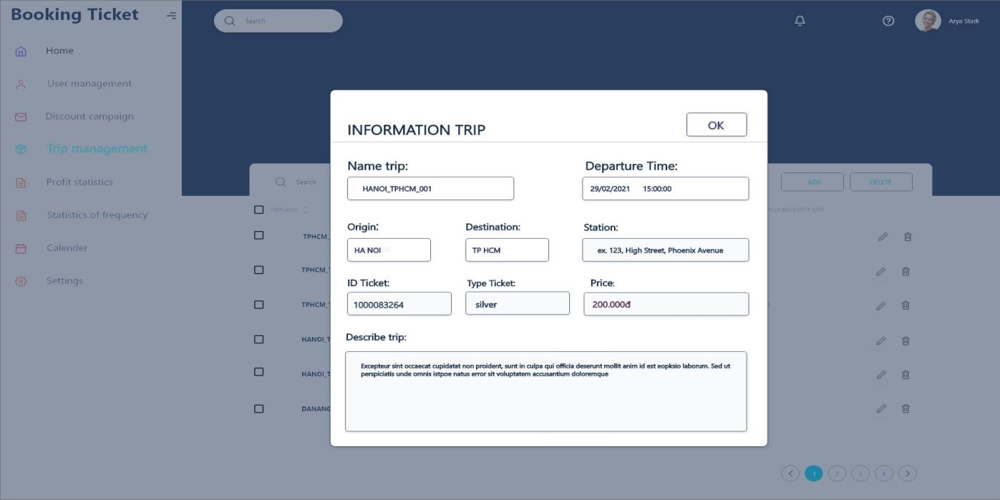 Booking Ticket
Search
Arya Stark
Home
User management
Discount campaign
Trip management
Profit statistics
Statistics of frequency
Calender
Settings
Search
ADD
DELETE
TRIPNAME
NUMBER EMPTY SEAT
TPHCM_
TPHCM_
TPHCM_
HANOI_T
HANOI_T
DANANG
INFORMATION TRIP
OK
Name trip:
Departure Time:
HANOI_TPHCM_001
29/02/2021 15:00:00
Origin:
Destination:
Station:
HA NOI
TP HCM
ex. 123, High Street, Phoenix Avenue
ID Ticket:
Type Ticket:
Price:
1000083264
silver
200.000đ
Describe trip:
Excepteur sint occaecat cupidatat non proident, sunt in culpa qui officia deserunt mollit anim id est eopksio laborum. Sed ut
perspiciatis unde omnis istpoe natus error sit voluptatem accusantium doloremque
1 2 3 4